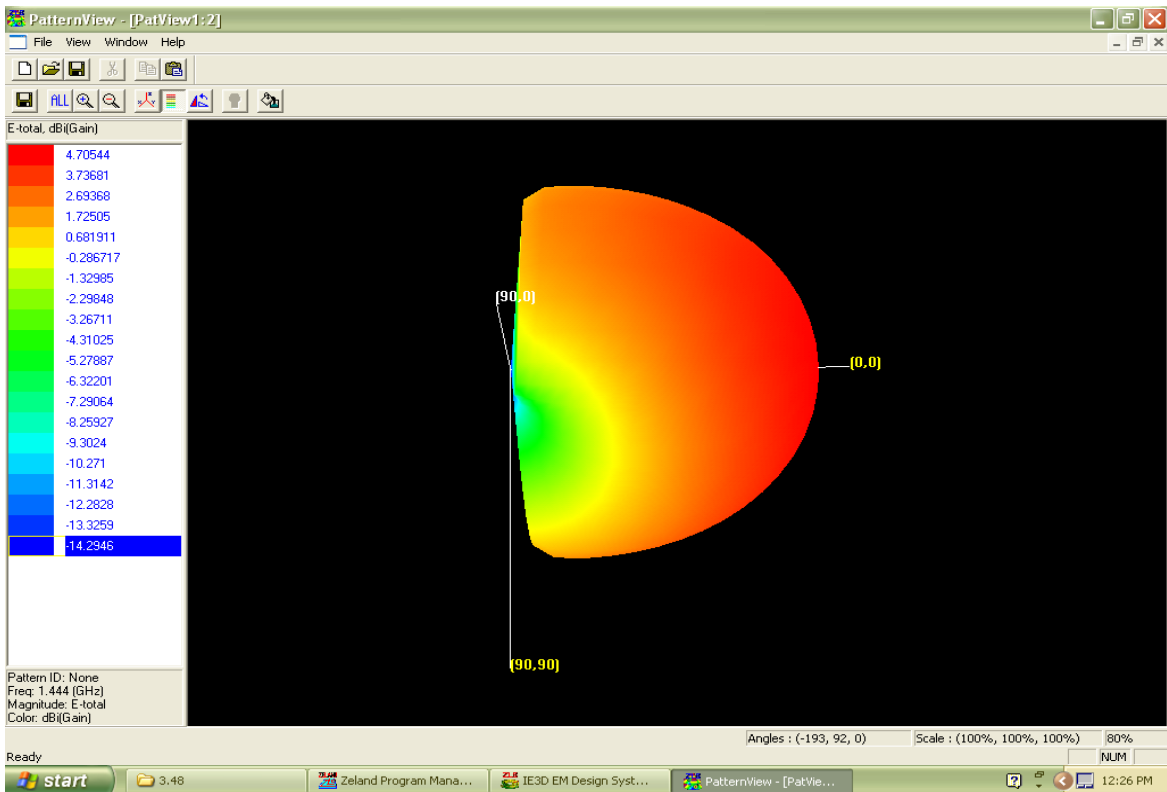 PatternView - [PatView1:2]
File View Window Help
ALL
E-total, dBi(Gain)
4.70544
3.73681
2.69368
1.72505
0.681911
-0.286717
-1.32985
-2.29848
-3.26711
-4.31025
-5.27887
-6.32201
-7.29064
-8.25927
-9.3024
-10.271
-11.3142
-12.2828
-13.3259
-14.2946
(90,0)
(0,0)
(90,90)
Pattern ID: None
Freq: 1.444 (GHz)
Magnitude: E-total
Color: dBi(Gain)
Angles : (-193, 92, 0) Scale : (100%, 100%, 100%) 80%
Ready NUM
start 3.48 Zeland Program Mana... IE3D EM Design Syst... PatternView - [PatVie... 12:26 PM